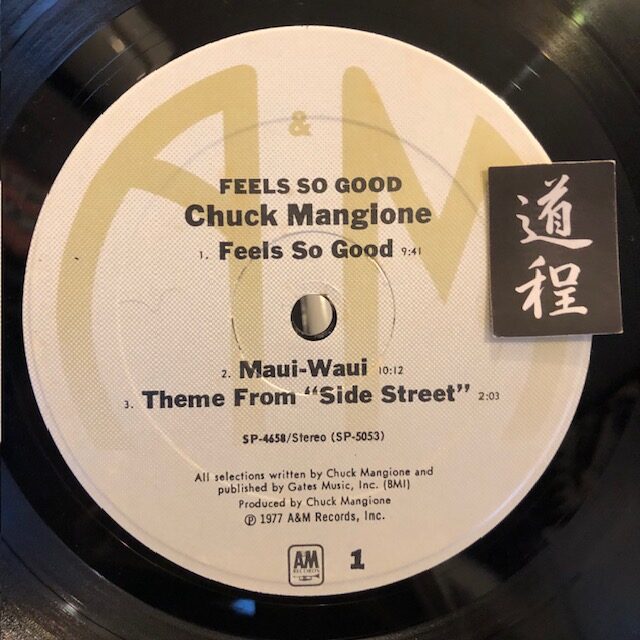 A & M
FEELS SO GOOD
Chuck Mangione
1. Feels So Good 9:41
道程
2. Maui-Waui 10:12
3. Theme From "Side Street" 2:03
SP-4658/Stereo (SP-5053)
All selections written by Chuck Mangione and
published by Gates Music, Inc. (BMI)
Produced by Chuck Mangione
℗ 1977 A&M Records, Inc.
AM
RECORDS
1